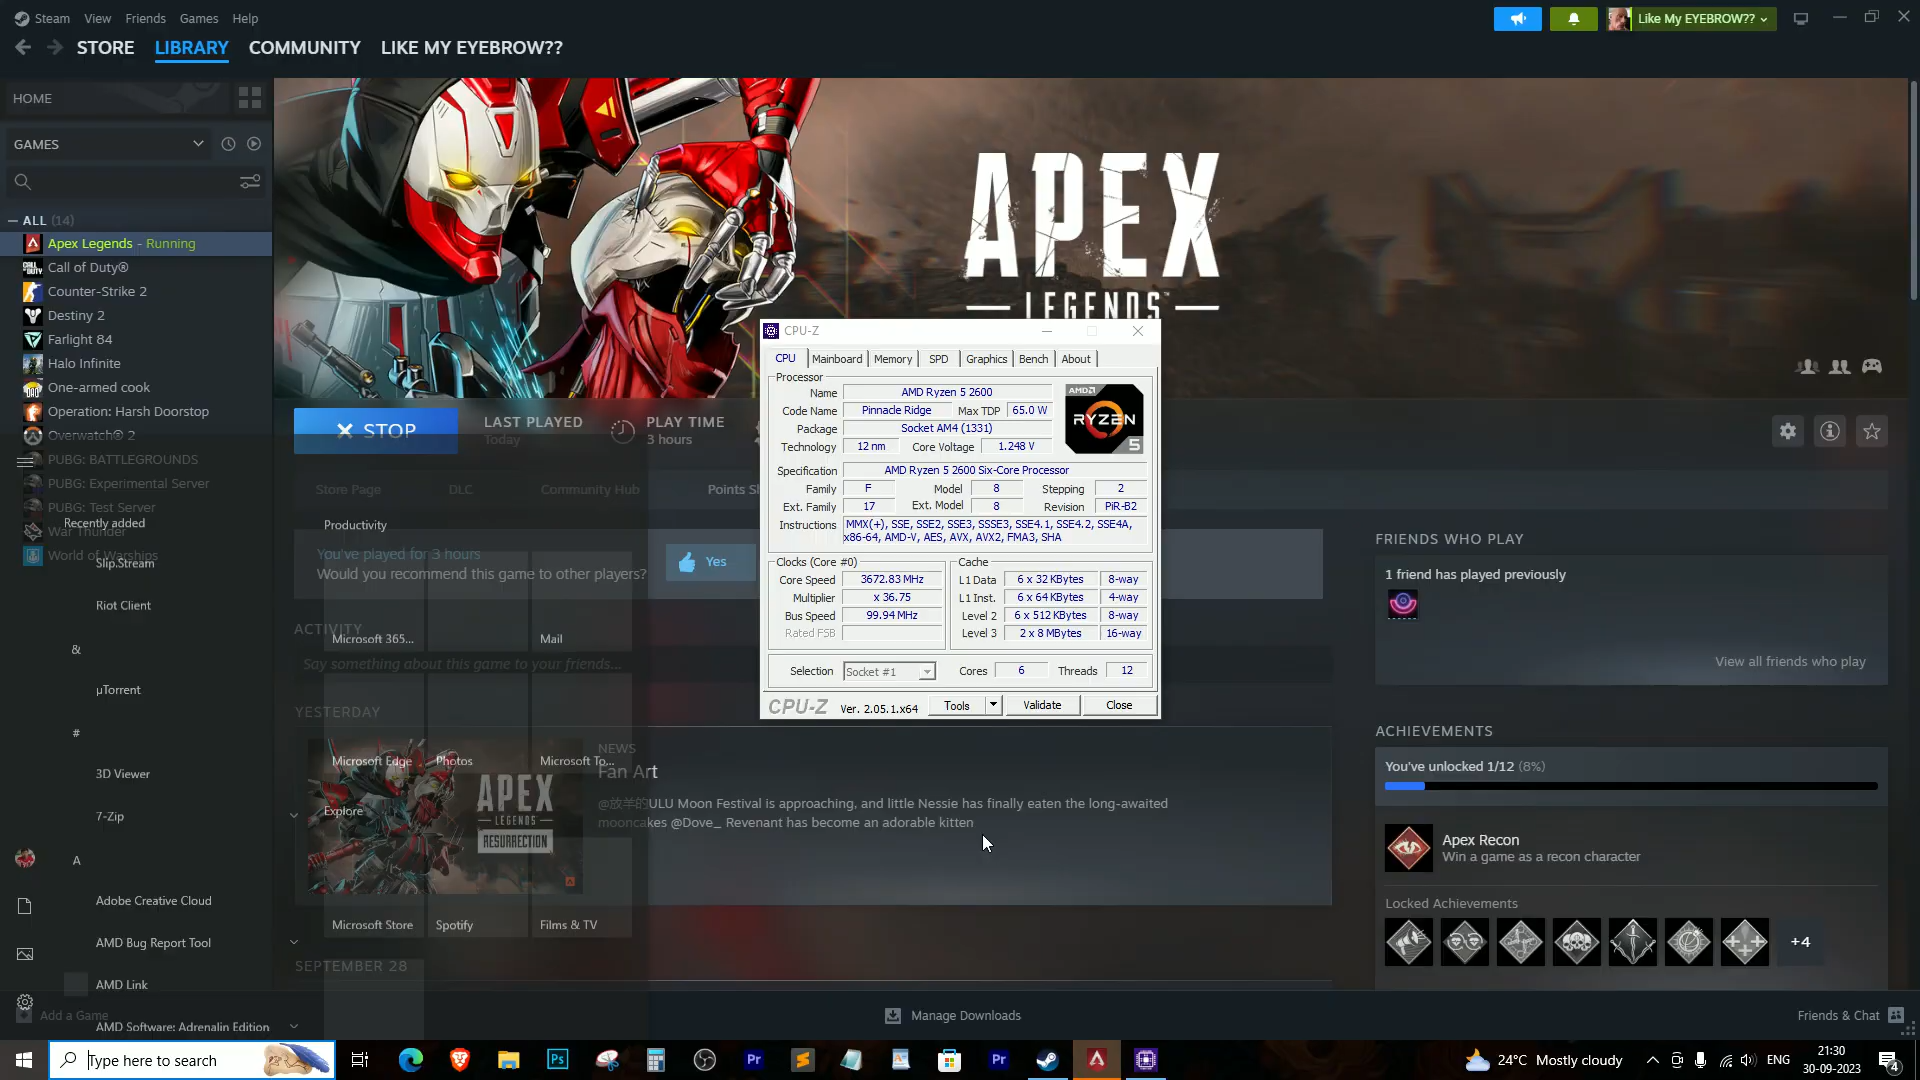 Steam View Friends Games Help
Like My EYEBROW??
STORE LIBRARY COMMUNITY LIKE MY EYEBROW??
HOME
GAMES
ALL (14)
Apex Legends - Running
Call of Duty®
Counter-Strike 2
Destiny 2
Farlight 84
Halo Infinite
One-armed cook
Operation: Harsh Doorstop
Overwatch® 2
PUBG: BATTLEGROUNDS
PUBG: Experimental Server
PUBG: Test Server
War Thunder
World of Warships
Recently added
Slip.Stream
Riot Client
&
µTorrent
#
3D Viewer
7-Zip
A
Adobe Creative Cloud
AMD Bug Report Tool
AMD Link
AMD Software: Adrenalin Edition
Add a Game
APEX
LEGENDS™
STOP
LAST PLAYED
Today
PLAY TIME
3 hours
Store Page DLC Community Hub Points Sh
Productivity
You've played for 3 hours
Would you recommend this game to other players?
Yes
ACTIVITY
Microsoft 365... Mail
Say something about this game to your friends...
YESTERDAY
Microsoft Edge Photos Microsoft To...
NEWS
Fan Art
@放羊的ULU Moon Festival is approaching, and little Nessie has finally eaten the long-awaited
mooncakes @Dove_ Revenant has become an adorable kitten
Explore
APEX
LEGENDS
RESURRECTION
Microsoft Store Spotify Films & TV
SEPTEMBER 28
CPU-Z
CPU Mainboard Memory SPD Graphics Bench About
Processor
Name AMD Ryzen 5 2600
Code Name Pinnacle Ridge Max TDP 65.0 W
Package Socket AM4 (1331)
Technology 12 nm Core Voltage 1.248 V
AMD
RYZEN
5
Specification AMD Ryzen 5 2600 Six-Core Processor
Family F Model 8 Stepping 2
Ext. Family 17 Ext. Model 8 Revision PiR-B2
Instructions MMX(+), SSE, SSE2, SSE3, SSSE3, SSE4.1, SSE4.2, SSE4A,
x86-64, AMD-V, AES, AVX, AVX2, FMA3, SHA
Clocks (Core #0)
Core Speed 3672.83 MHz
Multiplier x 36.75
Bus Speed 99.94 MHz
Rated FSB
Cache
L1 Data 6 x 32 KBytes 8-way
L1 Inst. 6 x 64 KBytes 4-way
Level 2 6 x 512 KBytes 8-way
Level 3 2 x 8 MBytes 16-way
Selection Socket #1 Cores 6 Threads 12
CPU-Z Ver. 2.05.1.x64 Tools Validate Close
FRIENDS WHO PLAY
1 friend has played previously
View all friends who play
ACHIEVEMENTS
You've unlocked 1/12 (8%)
Apex Recon
Win a game as a recon character
Locked Achievements
+4
Manage Downloads
Friends & Chat
Type here to search
24°C Mostly cloudy
ENG
21:30
30-09-2023
4